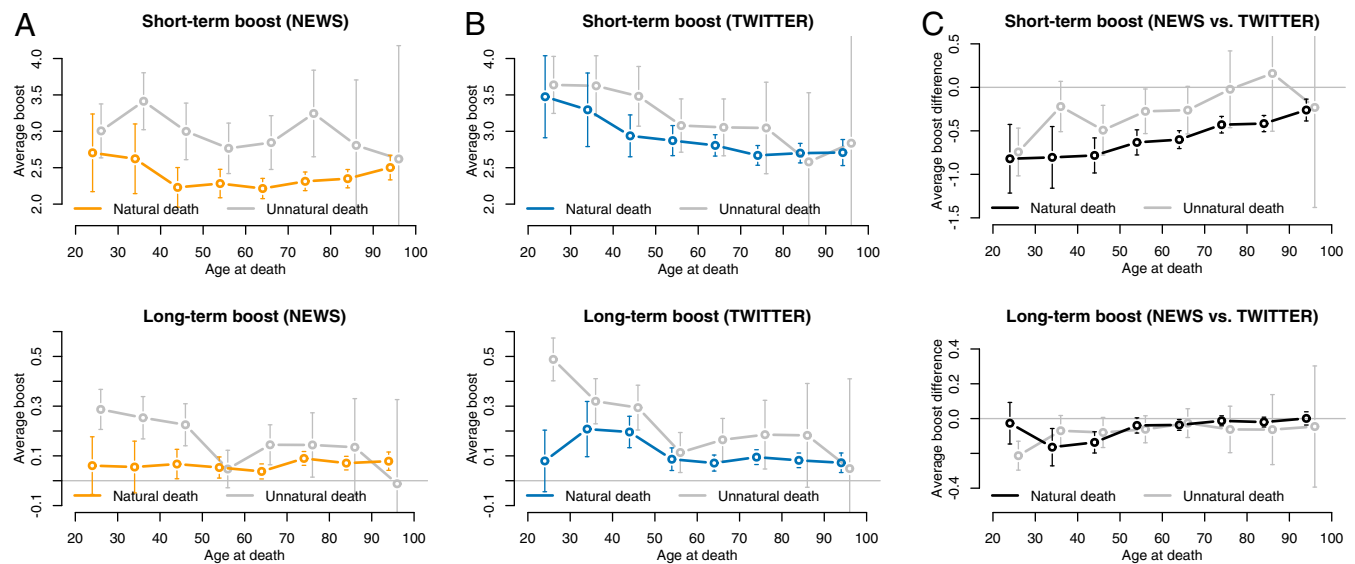 A
Short-term boost (NEWS)
Average boost
4.0
3.5
3.0
2.5
2.0
Natural death
Unnatural death
20 30 40 50 60 70 80 90 100
Age at death
B
Short-term boost (TWITTER)
Average boost
4.0
3.5
3.0
2.5
2.0
Natural death
Unnatural death
20 30 40 50 60 70 80 90 100
Age at death
C
Short-term boost (NEWS vs. TWITTER)
Average boost difference
0.5
0.0
-0.5
-1.0
-1.5
Natural death
Unnatural death
20 30 40 50 60 70 80 90 100
Age at death
Long-term boost (NEWS)
Average boost
0.5
0.3
0.1
-0.1
Natural death
Unnatural death
20 30 40 50 60 70 80 90 100
Age at death
Long-term boost (TWITTER)
Average boost
0.5
0.3
0.1
-0.1
Natural death
Unnatural death
20 30 40 50 60 70 80 90 100
Age at death
Long-term boost (NEWS vs. TWITTER)
Average boost difference
0.4
0.2
0.0
-0.4
Natural death
Unnatural death
20 30 40 50 60 70 80 90 100
Age at death